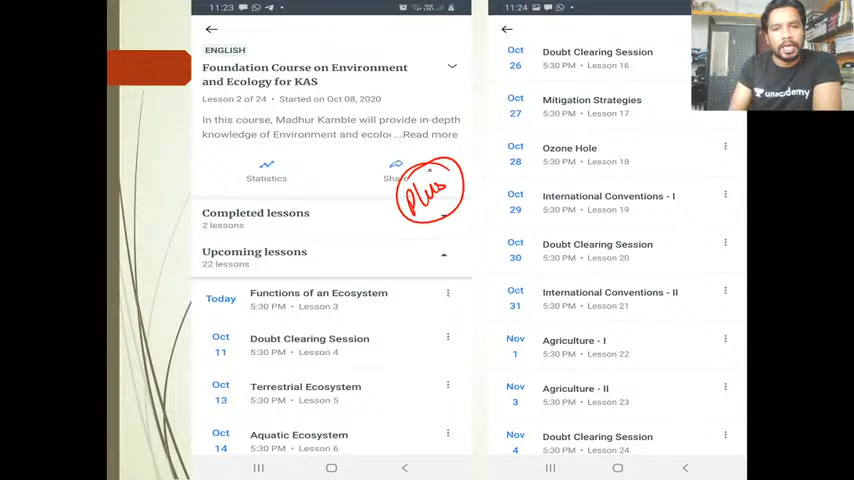 11:23
ENGLISH
Foundation Course on Environment
and Ecology for KAS
Lesson 2 of 24 • Started on Oct 08, 2020
In this course, Madhur Kamble will provide in-depth
knowledge of Environment and ecolo ...Read more
Statistics
Share
Plus
Completed lessons
2 lessons
Upcoming lessons
22 lessons
Today
Functions of an Ecosystem
5:30 PM • Lesson 3
Oct
11
Doubt Clearing Session
5:30 PM • Lesson 4
Oct
13
Terrestrial Ecosystem
5:30 PM • Lesson 5
Oct
14
Aquatic Ecosystem
5:30 PM • Lesson 6
11:24
Oct
26
Doubt Clearing Session
5:30 PM • Lesson 16
Oct
27
Mitigation Strategies
5:30 PM • Lesson 17
Oct
28
Ozone Hole
5:30 PM • Lesson 18
Oct
29
International Conventions - I
5:30 PM • Lesson 19
Oct
30
Doubt Clearing Session
5:30 PM • Lesson 20
Oct
31
International Conventions - II
5:30 PM • Lesson 21
Nov
1
Agriculture - I
5:30 PM • Lesson 22
Nov
3
Agriculture - II
5:30 PM • Lesson 23
Nov
4
Doubt Clearing Session
5:30 PM • Lesson 24
unacademy